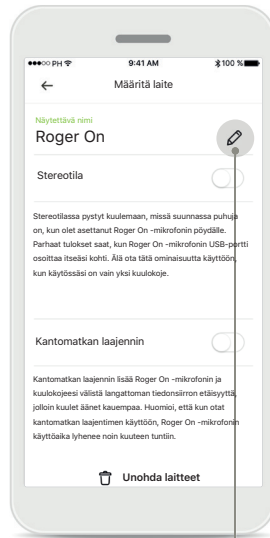 ●●●○○ PH 9:41 AM 100 %
Määritä laite
Näytettävä nimi
Roger On
Stereotila
Stereotilassa pystyt kuulemaan, missä suunnassa puhuja
on, kun olet asettanut Roger On -mikrofonin pöydälle.
Parhaat tulokset saat, kun Roger On -mikrofonin USB-portti
osoittaa itseäsi kohti. Älä ota tätä ominaisuutta käyttöön,
kun käytössäsi on vain yksi kuulokoje.
Kantomatkan laajennin
Kantomatkan laajennin lisää Roger On -mikrofonin ja
kuulokojeesi välistä langattoman tiedonsiirron etäisyyttä,
jolloin kuulet äänet kauempaa. Huomioi, että kun otat
kantomatkan laajentimen käyttöön, Roger On -mikrofonin
käyttöaika lyhenee noin kuuteen tuntiin.
Unohda laitteet